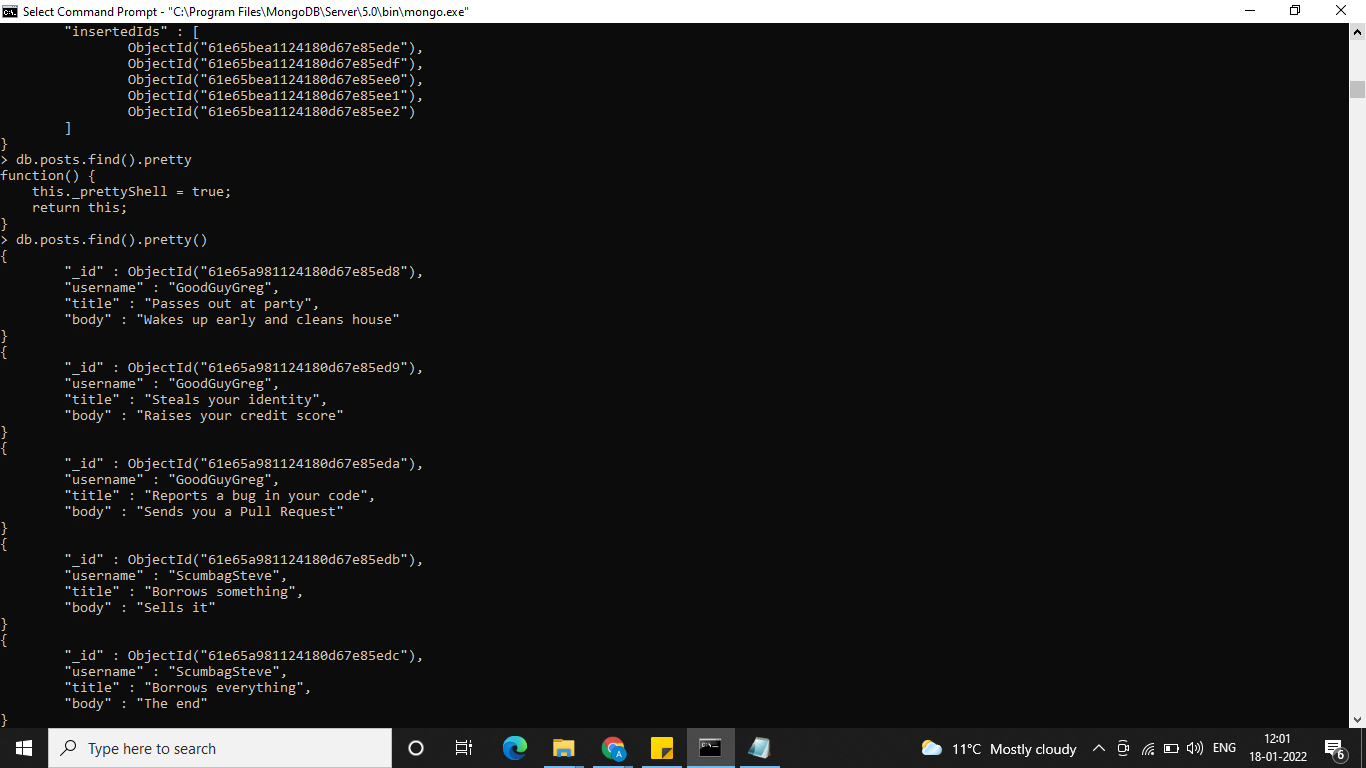 Select Command Prompt - "C:\Program Files\MongoDB\Server\5.0\bin\mongo.exe"
"insertedIds" : [
ObjectId("61e65bea1124180d67e85ede"),
ObjectId("61e65bea1124180d67e85edf"),
ObjectId("61e65bea1124180d67e85ee0"),
ObjectId("61e65bea1124180d67e85ee1"),
ObjectId("61e65bea1124180d67e85ee2")
]
}
> db.posts.find().pretty
function() {
    this._prettyShell = true;
    return this;
}
> db.posts.find().pretty()
{
        "_id" : ObjectId("61e65a981124180d67e85ed8"),
        "username" : "GoodGuyGreg",
        "title" : "Passes out at party",
        "body" : "Wakes up early and cleans house"
}
{
        "_id" : ObjectId("61e65a981124180d67e85ed9"),
        "username" : "GoodGuyGreg",
        "title" : "Steals your identity",
        "body" : "Raises your credit score"
}
{
        "_id" : ObjectId("61e65a981124180d67e85eda"),
        "username" : "GoodGuyGreg",
        "title" : "Reports a bug in your code",
        "body" : "Sends you a Pull Request"
}
{
        "_id" : ObjectId("61e65a981124180d67e85edb"),
        "username" : "ScumbagSteve",
        "title" : "Borrows something",
        "body" : "Sells it"
}
{
        "_id" : ObjectId("61e65a981124180d67e85edc"),
        "username" : "ScumbagSteve",
        "title" : "Borrows everything",
        "body" : "The end"
}
Type here to search
A
C:\
11°C Mostly cloudy
ENG
12:01
18-01-2022
6